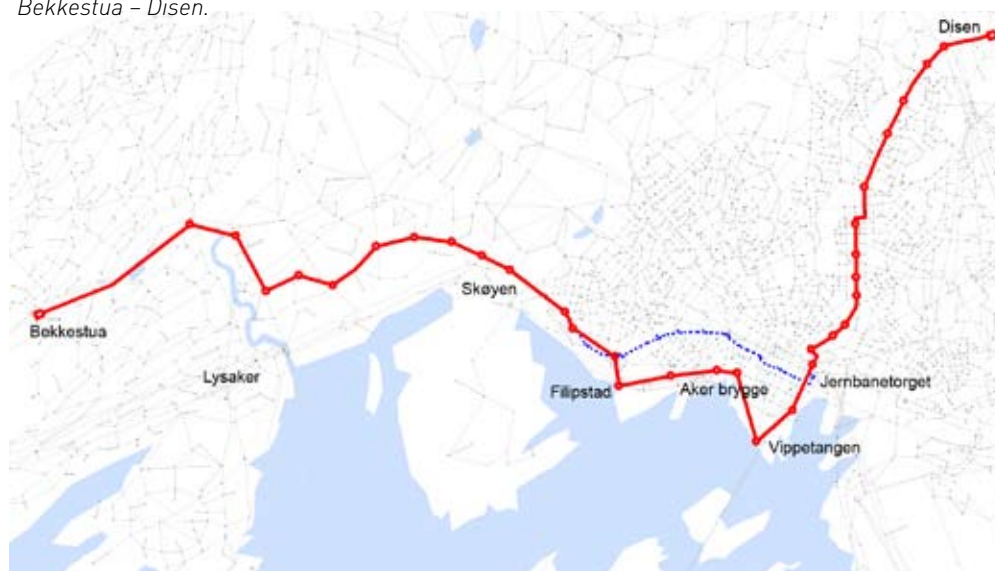 Bekkestua – Disen.
Disen
Skøyen
Bekkestua
Lysaker
Filipstad
Aker brygge
Jernbanetorget
Vippetangen